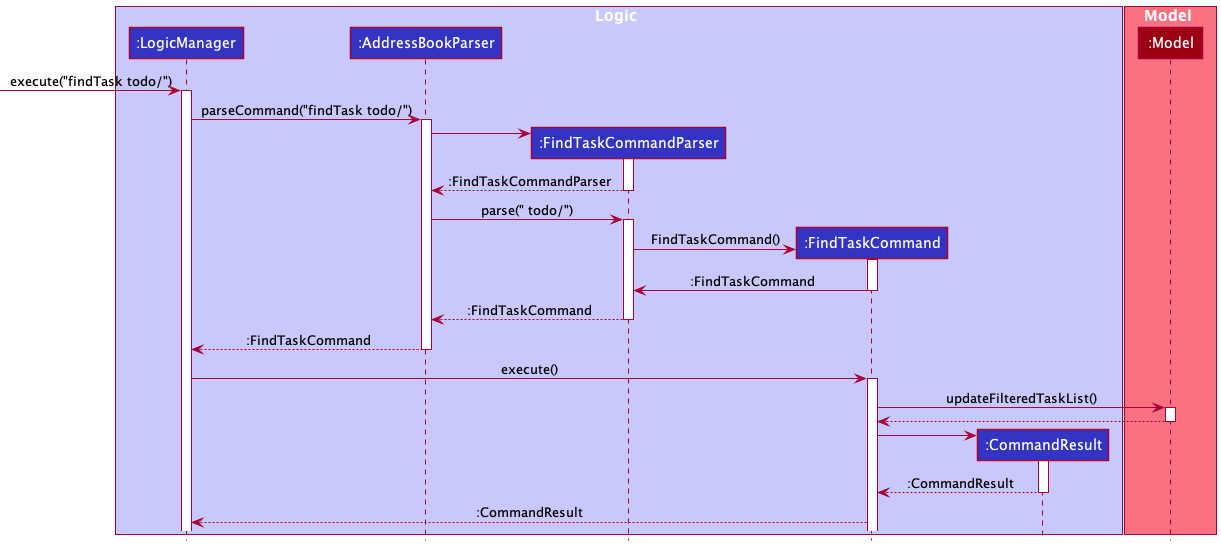 Logic
Model
:LogicManager
:AddressBookParser
:Model
execute("findTask todo/")
parseCommand("findTask todo/")
:FindTaskCommandParser
:FindTaskCommandParser
parse(" todo/")
FindTaskCommand()
:FindTaskCommand
:FindTaskCommand
:FindTaskCommand
:FindTaskCommand
execute()
updateFilteredTaskList()
:CommandResult
:CommandResult
:CommandResult